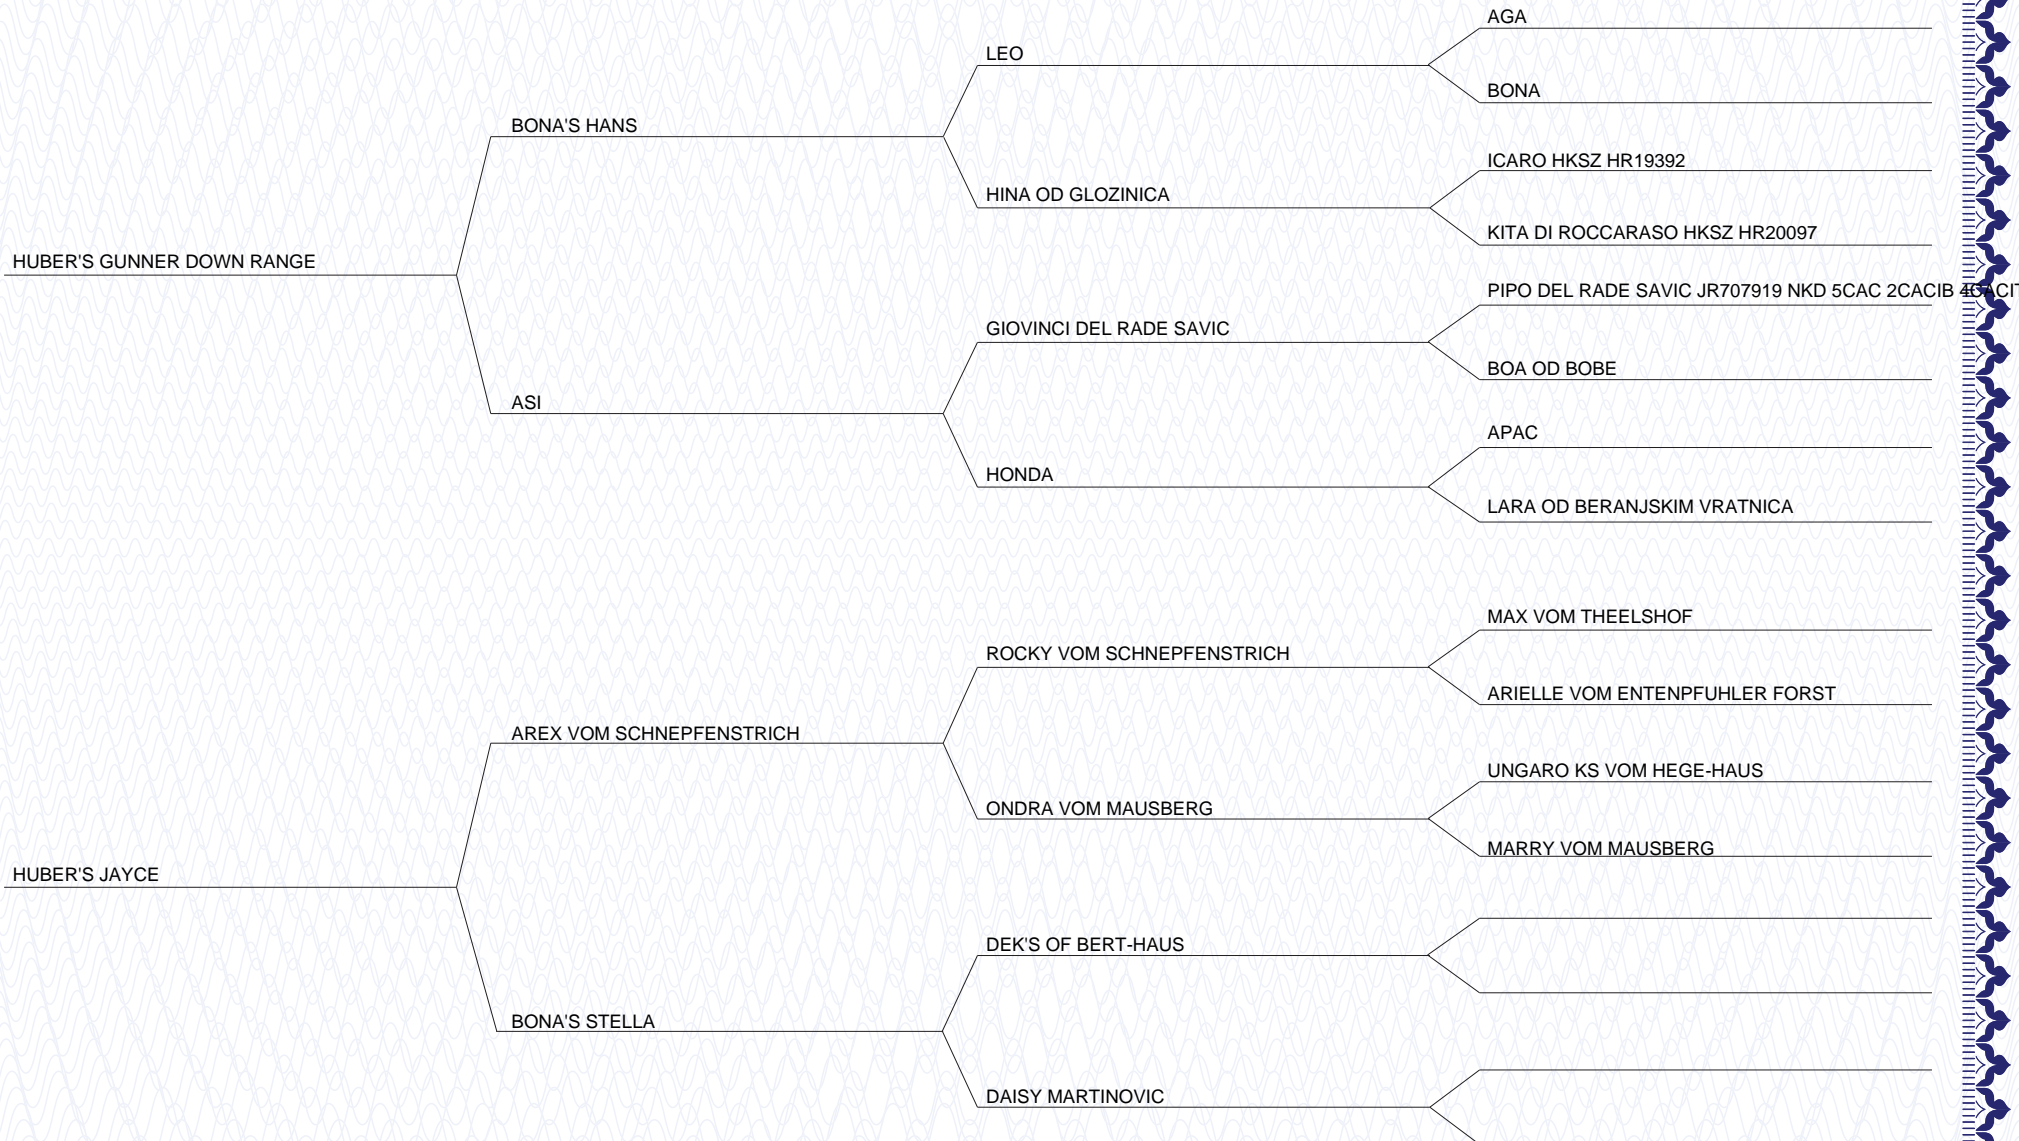 AGA
LEO
BONA
BONA'S HANS
ICARO HKSZ HR19392
HINA OD GLOZINICA
KITA DI ROCCARASO HKSZ HR20097
HUBER'S GUNNER DOWN RANGE
PIPO DEL RADE SAVIC JR707919 NKD 5CAC 2CACIB 4CACIT
GIOVINCI DEL RADE SAVIC
BOA OD BOBE
ASI
APAC
HONDA
LARA OD BERANJSKIM VRATNICA
MAX VOM THEELSHOF
ROCKY VOM SCHNEPFENSTRICH
ARIELLE VOM ENTENPFUHLER FORST
AREX VOM SCHNEPFENSTRICH
UNGARO KS VOM HEGE-HAUS
ONDRA VOM MAUSBERG
MARRY VOM MAUSBERG
HUBER'S JAYCE
DEK'S OF BERT-HAUS
BONA'S STELLA
DAISY MARTINOVIC